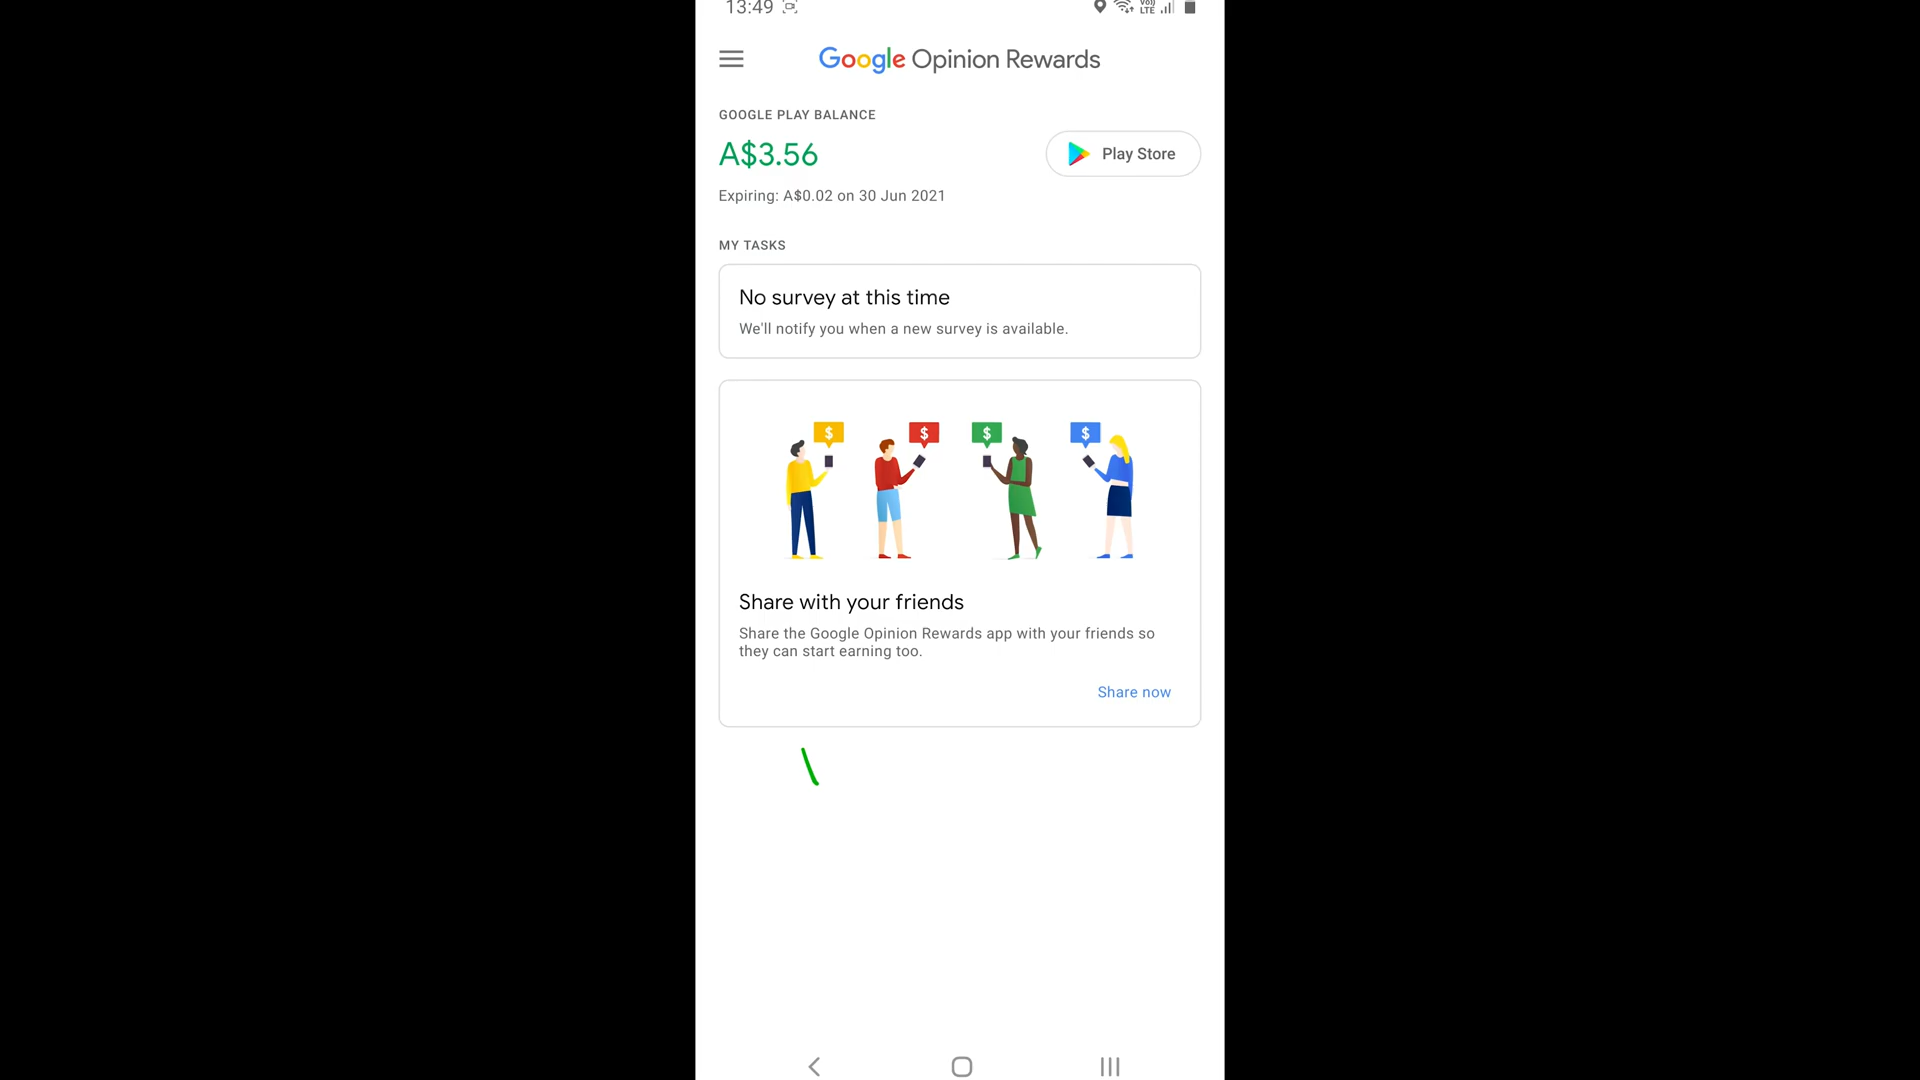 13:49
Vo))
LTE
Google Opinion Rewards
GOOGLE PLAY BALANCE
A$3.56
Play Store
Expiring: A$0.02 on 30 Jun 2021
MY TASKS
No survey at this time
We'll notify you when a new survey is available.
$ $ $ $
Share with your friends
Share the Google Opinion Rewards app with your friends so
they can start earning too.
Share now